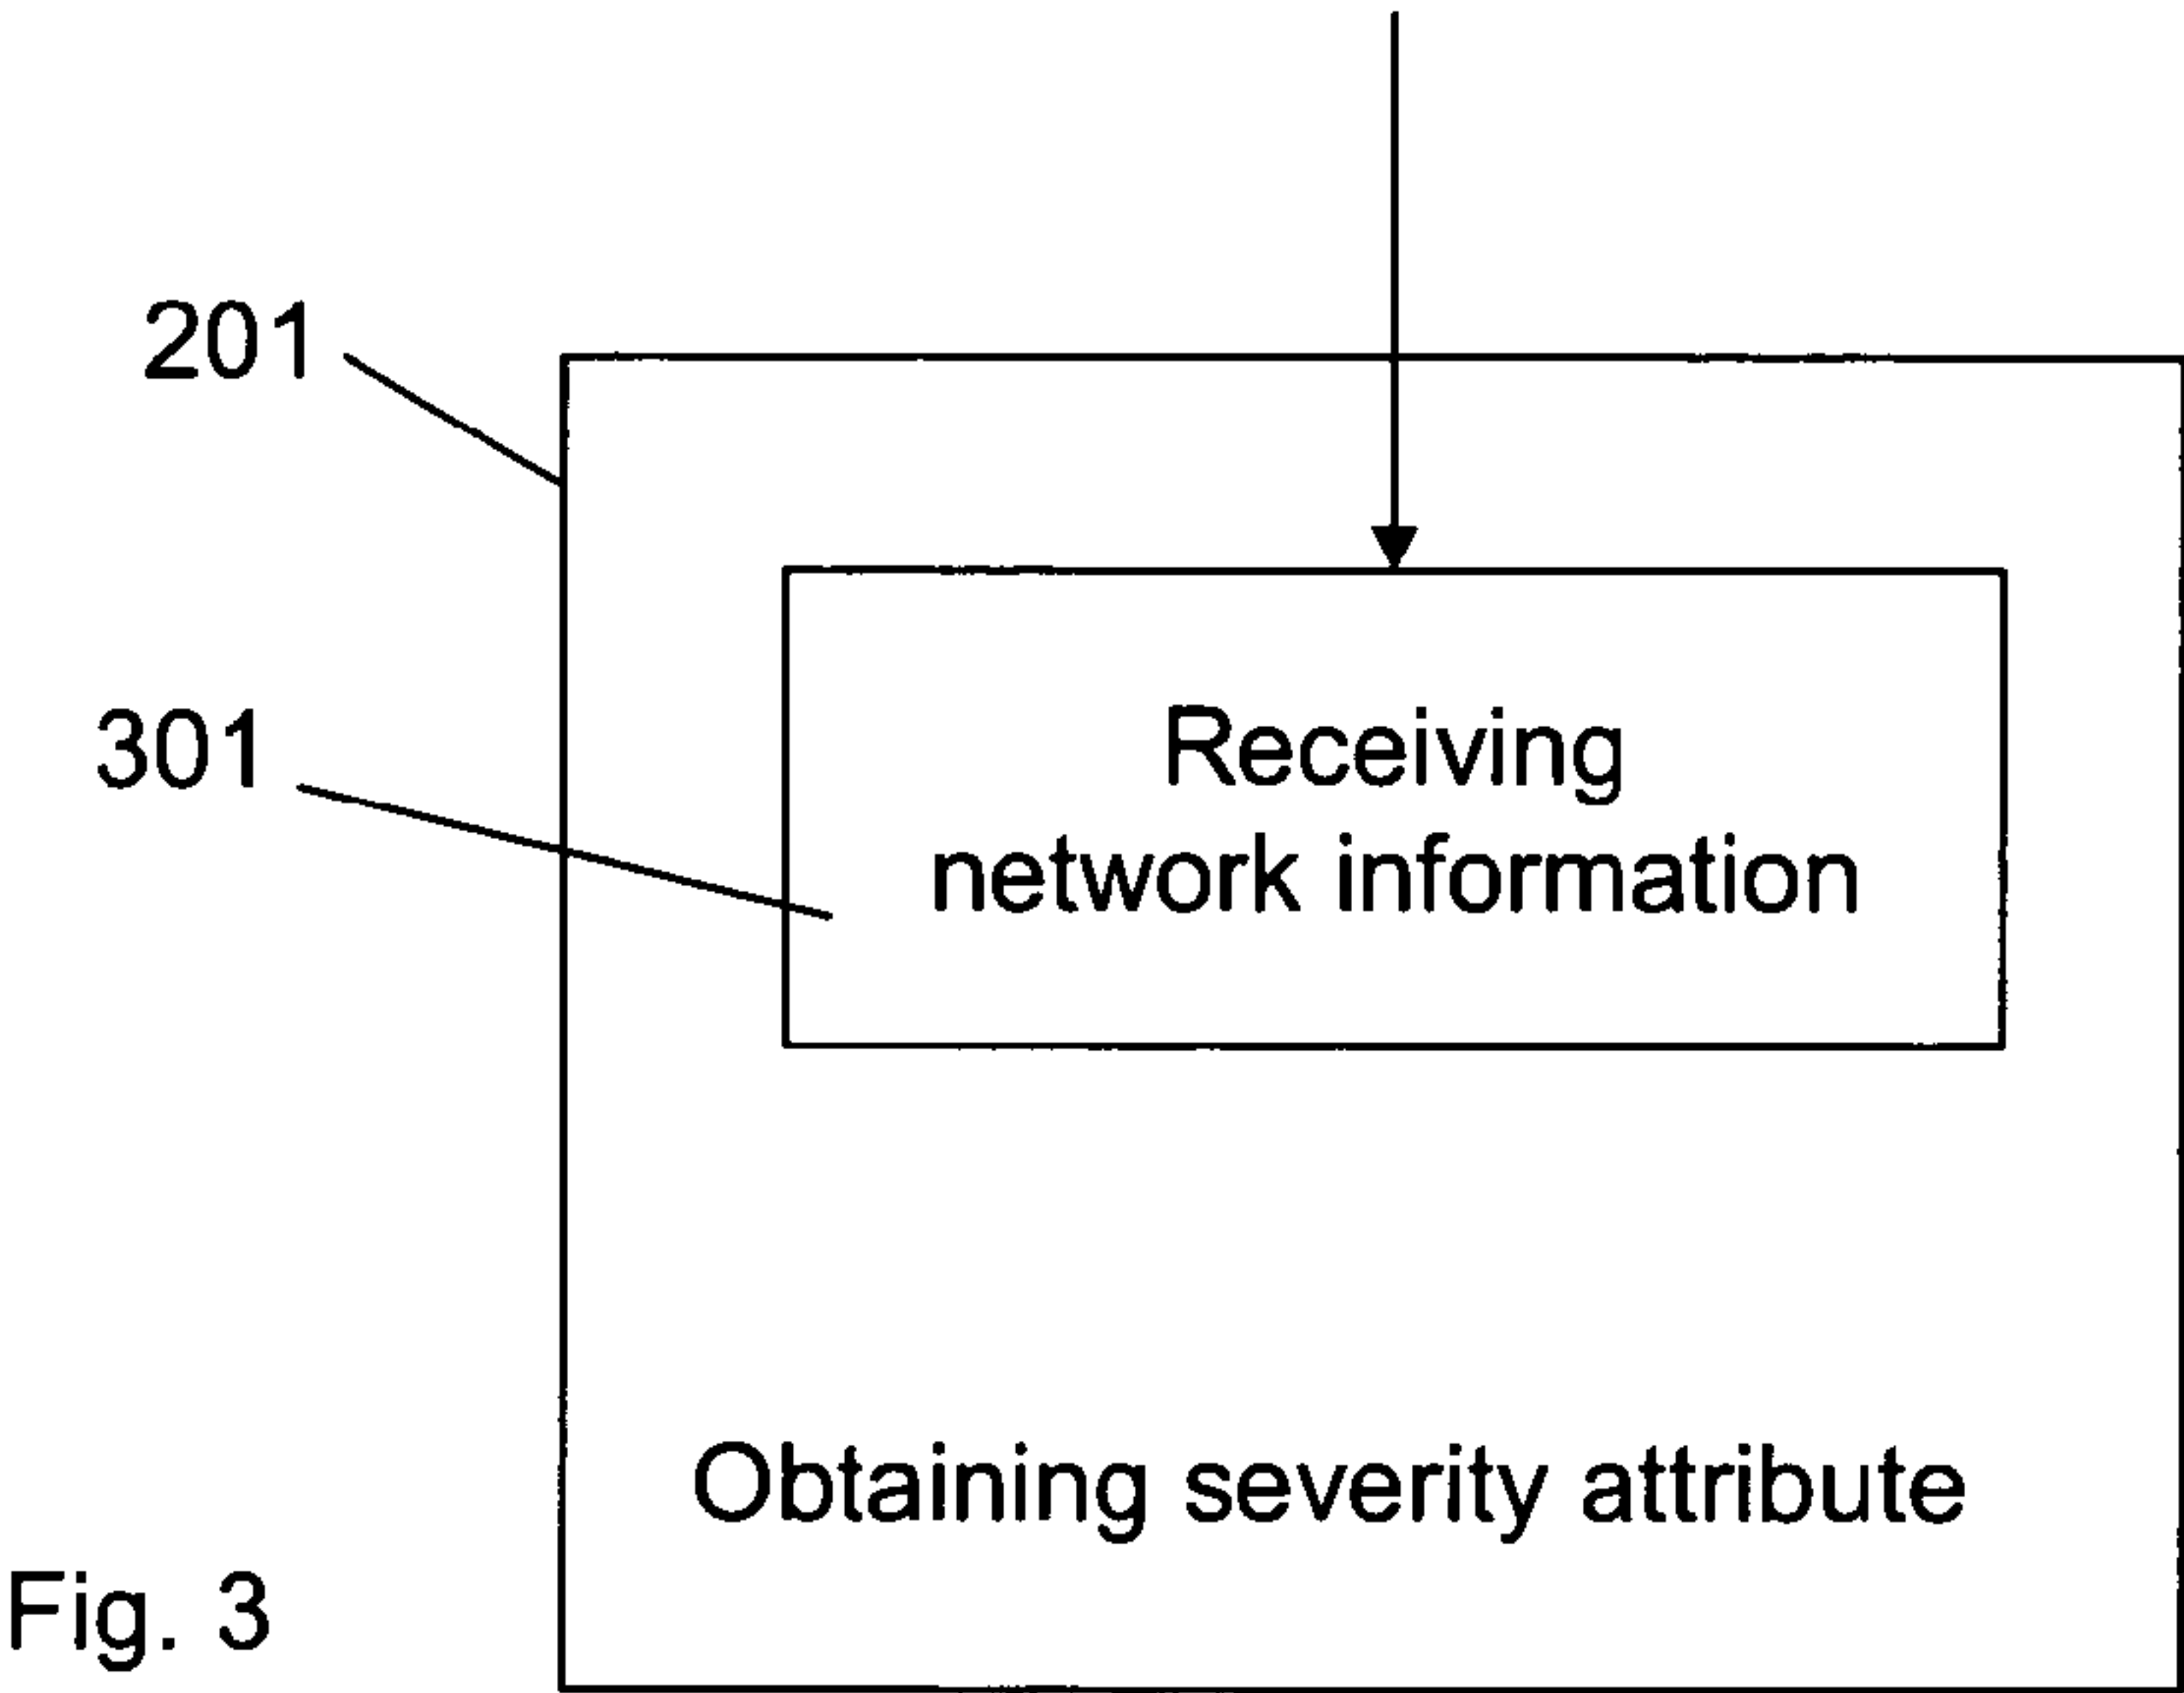 201
301
Receiving
network information
Obtaining severity attribute
Fig. 3